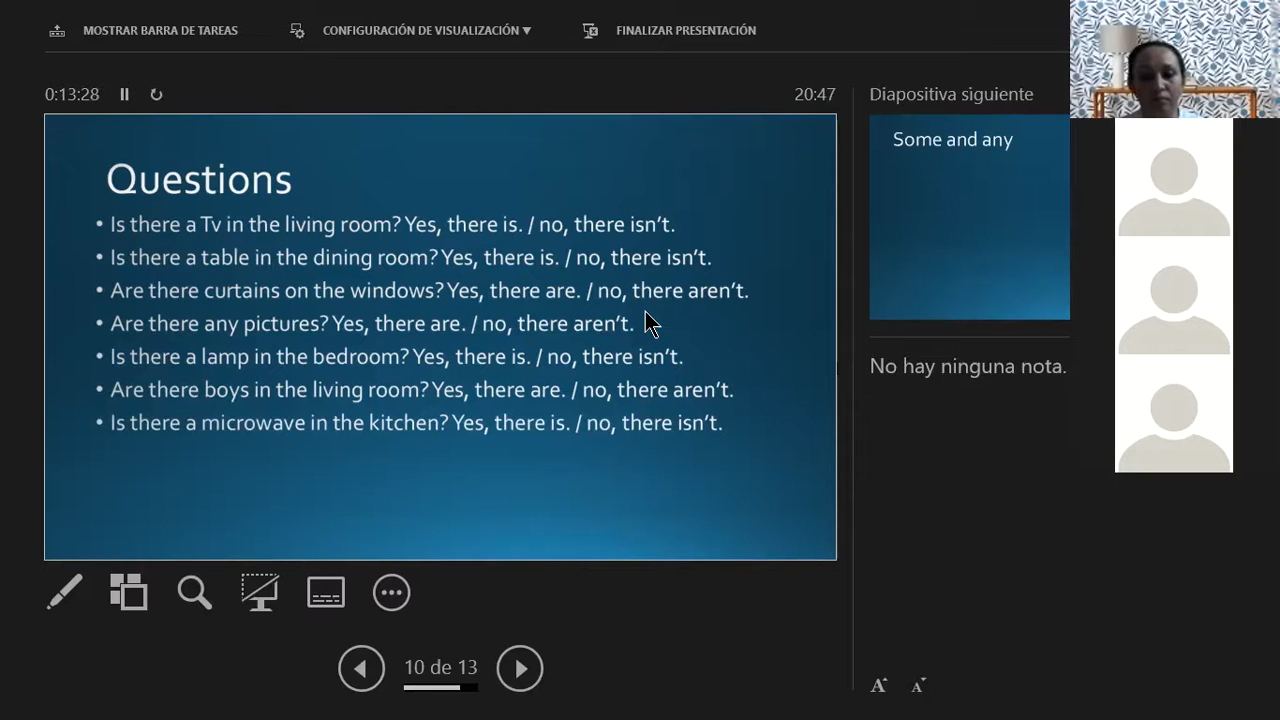 MOSTRAR BARRA DE TAREAS
CONFIGURACIÓN DE VISUALIZACIÓN ▼
FINALIZAR PRESENTACIÓN
0:13:28
20:47
Diapositiva siguiente
Questions
• Is there a Tv in the living room? Yes, there is. / no, there isn't.
• Is there a table in the dining room? Yes, there is. / no, there isn't.
• Are there curtains on the windows? Yes, there are. / no, there aren't.
• Are there any pictures? Yes, there are. / no, there aren't.
• Is there a lamp in the bedroom? Yes, there is. / no, there isn't.
• Are there boys in the living room? Yes, there are. / no, there aren't.
• Is there a microwave in the kitchen? Yes, there is. / no, there isn't.
Some and any
No hay ninguna nota.
10 de 13
A A